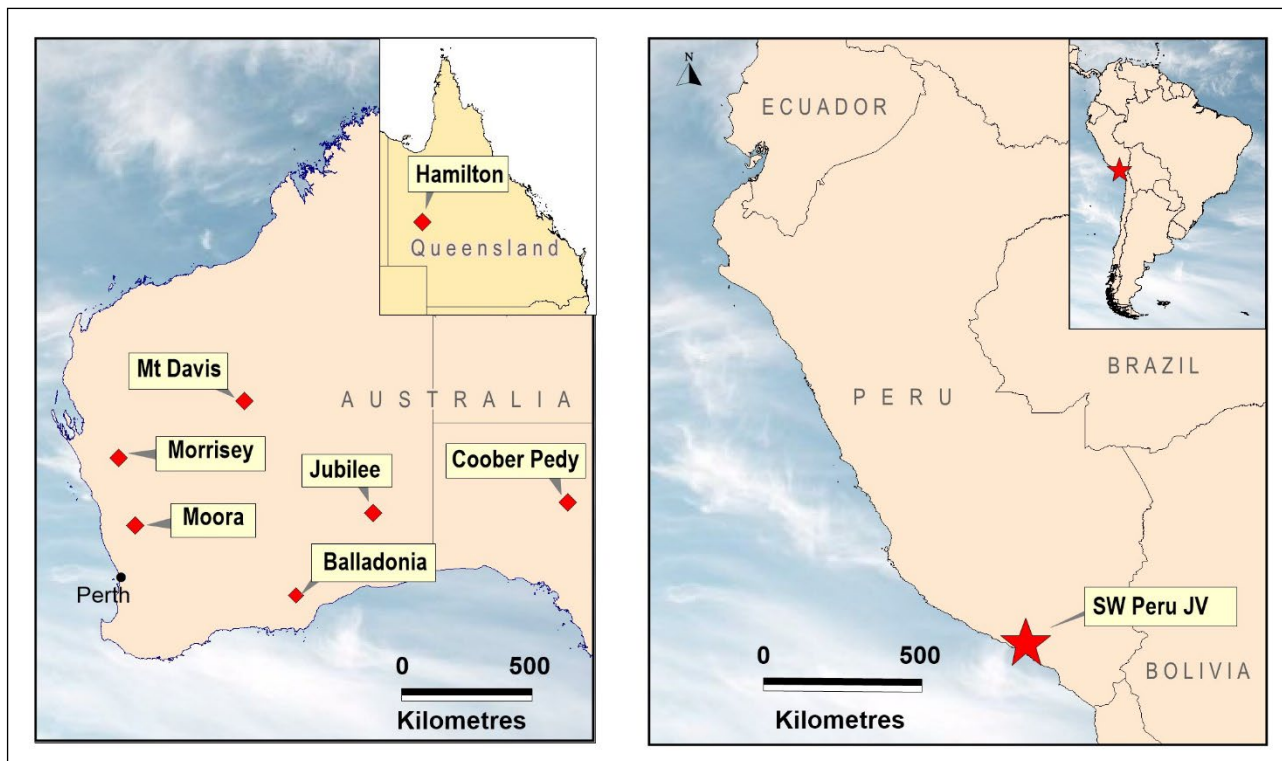 Hamilton
Queensland
Mt Davis
AUSTRALIA
Morrisey
Jubilee
Coober Pedy
Moora
Balladonia
Perth
0 500
Kilometres
N
ECUADOR
BRAZIL
PERU
SW Peru JV
0 500
BOLIVIA
Kilometres